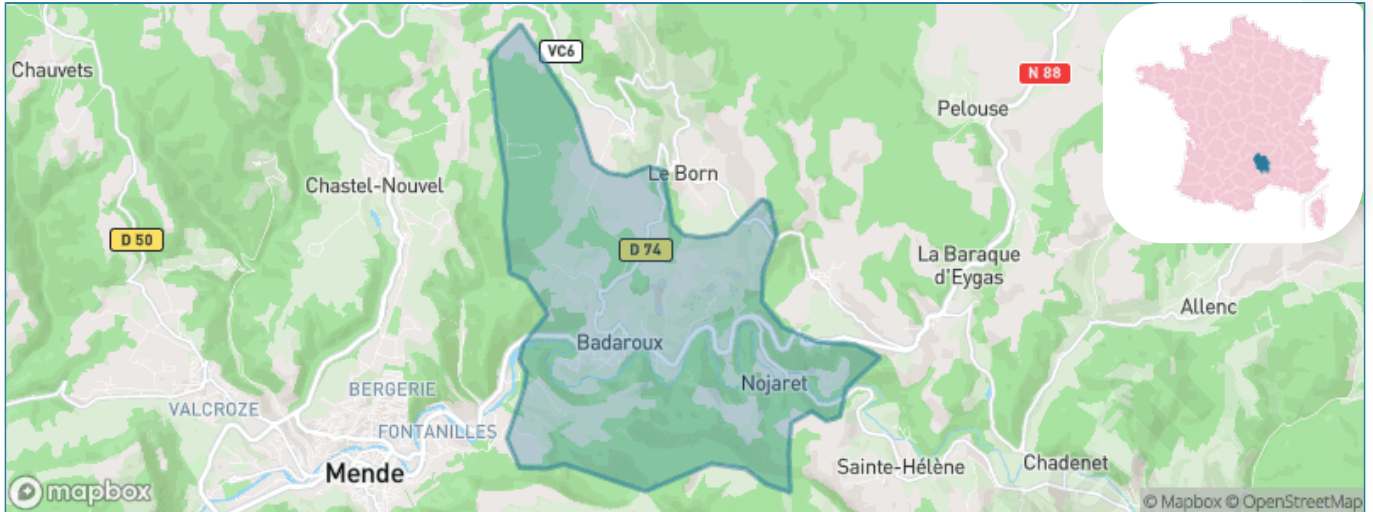 Chauvets
VC6
N 88
Pelouse
Le Born
Chastel-Nouvel
D 50
D 74
La Baraque
d'Eygas
Allenc
Badaroux
Nojaret
BERGERIE
VALCROZE
FONTANILLES
Mende
Sainte-Hélène
Chadenet
mapbox
© Mapbox © OpenStreetMap